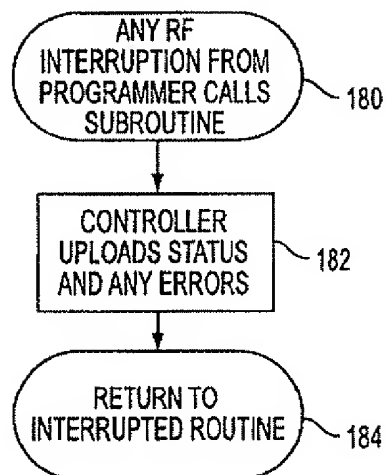 ANY RF
INTERRUPTION FROM
PROGRAMMER CALLS
SUBROUTINE
180
CONTROLLER
UPLOADS STATUS
AND ANY ERRORS
182
RETURN TO
INTERRUPTED ROUTINE
184